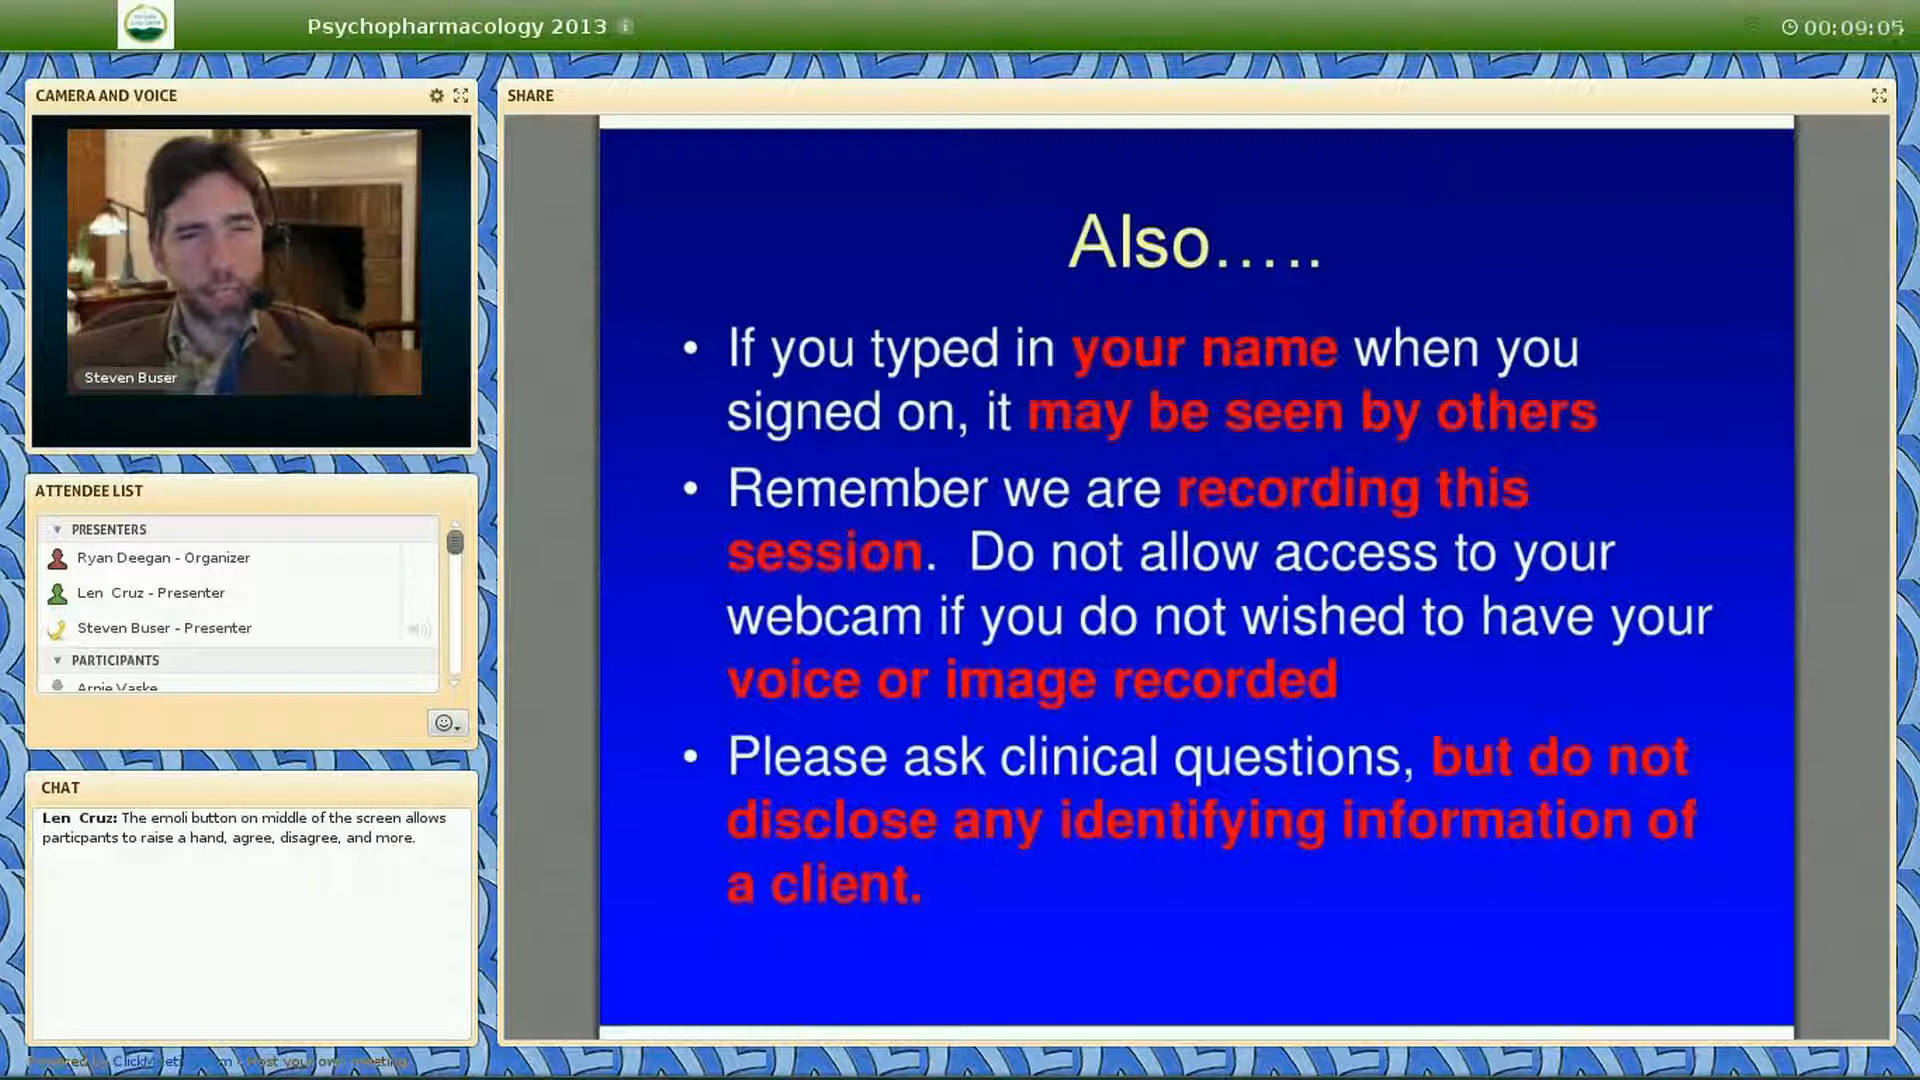 Psychopharmacology 2013
00:09:05
CAMERA AND VOICE
Steven Buser
ATTENDEE LIST
PRESENTERS
Ryan Deegan - Organizer
Len Cruz - Presenter
Steven Buser - Presenter
PARTICIPANTS
Arnie Vaske
CHAT
Len Cruz: The emoli button on middle of the screen allows
particpants to raise a hand, agree, disagree, and more.
SHARE
Also.....
• If you typed in your name when you
signed on, it may be seen by others
• Remember we are recording this
session. Do not allow access to your
webcam if you do not wished to have your
voice or image recorded
• Please ask clinical questions, but do not
disclose any identifying information of
a client.